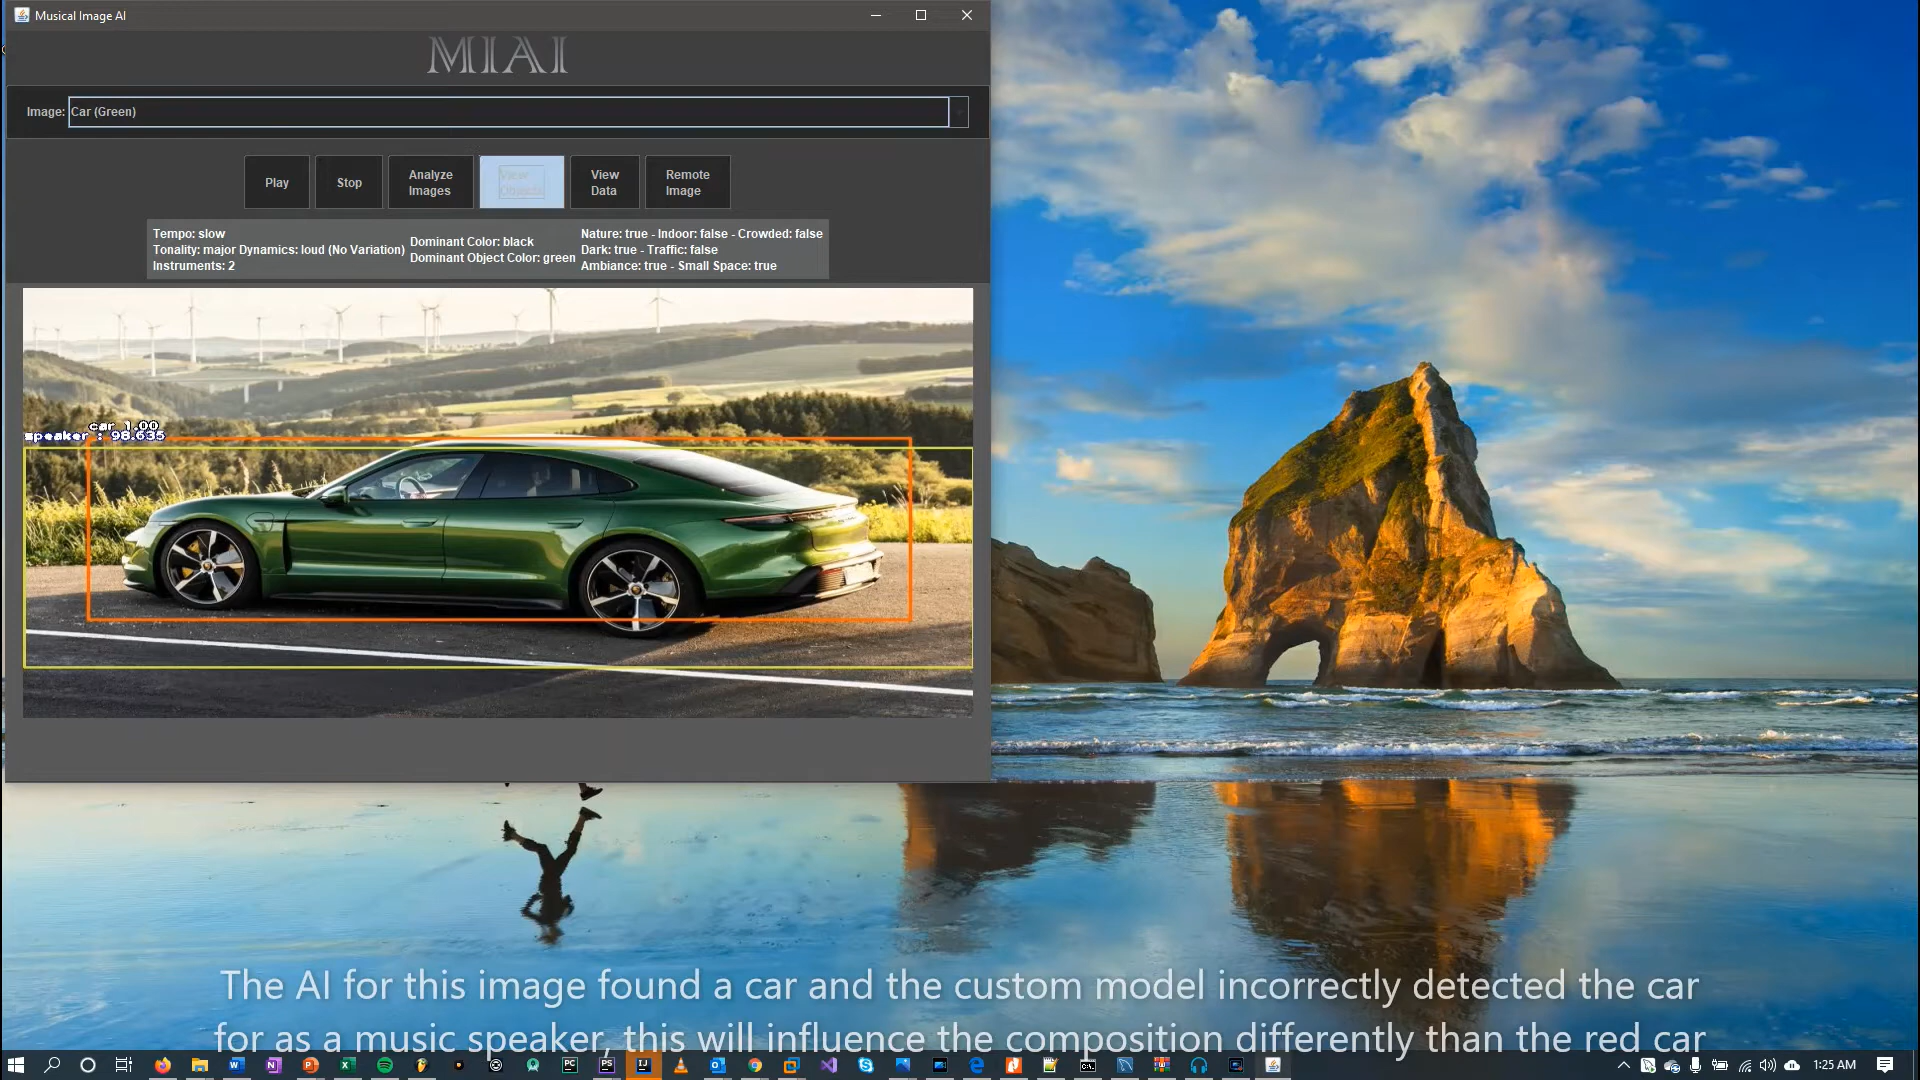 Musical Image AI
MIAI
Image: Car (Green)
Play
Stop
Analyze
Images
View
Objects
View
Data
Remote
Image
Tempo: slow
Tonality: major Dynamics: loud (No Variation)
Instruments: 2
Dominant Color: black
Dominant Object Color: green
Nature: true - Indoor: false - Crowded: false
Dark: true - Traffic: false
Ambiance: true - Small Space: true
car 1.00
speaker : 98.635
The AI for this image found a car and the custom model incorrectly detected the car
for as a music speaker, this will influence the composition differently than the red car
1:25 AM